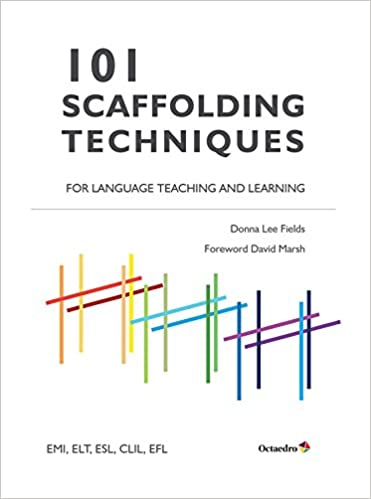 101
SCAFFOLDING
TECHNIQUES
FOR LANGUAGE TEACHING AND LEARNING
Donna Lee Fields
Foreword David Marsh
EMI, ELT, ESL, CLIL, EFL
Octaedro